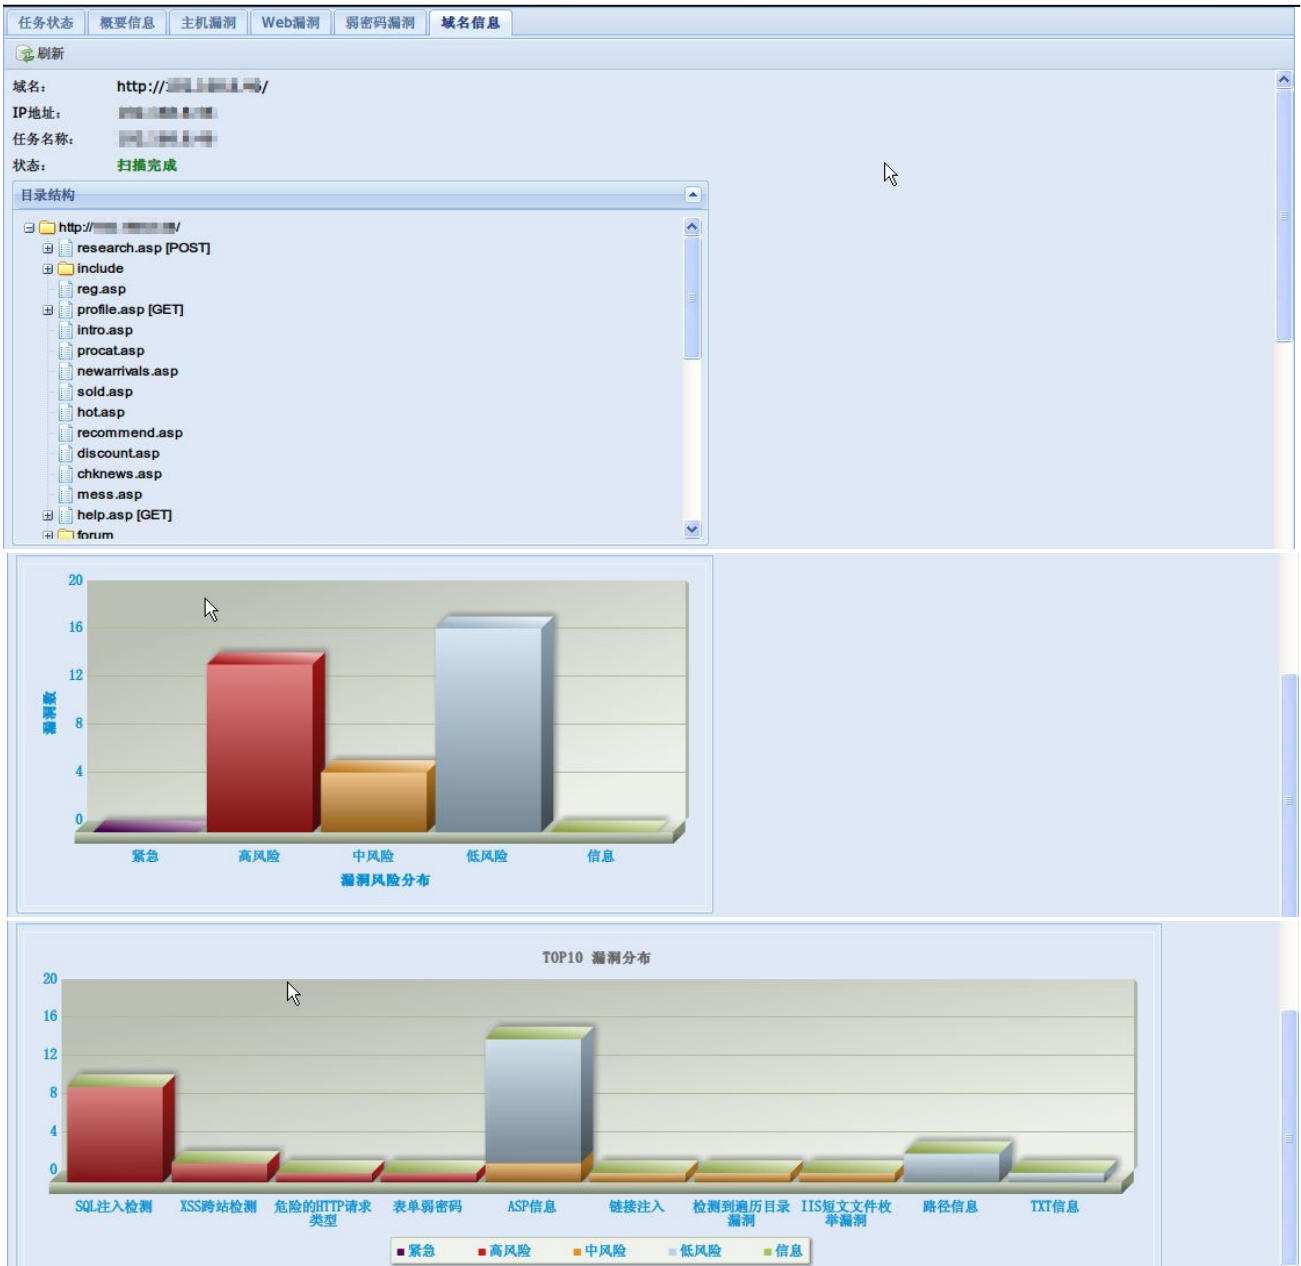 任务状态 概要信息 主机漏洞 Web漏洞 弱密码漏洞 域名信息
刷新
域名: http://
IP地址:
任务名称:
状态: 扫描完成
目录结构
http://
research.asp [POST]
include
reg.asp
profile.asp [GET]
intro.asp
procat.asp
newarrivals.asp
sold.asp
hot.asp
recommend.asp
discount.asp
chknews.asp
mess.asp
help.asp [GET]
forum
20
16
12
8
4
0
漏洞数
紧急 高风险 中风险 低风险 信息
漏洞风险分布
TOP10 漏洞分布
20
16
12
8
4
0
SQL注入检测 XSS跨站检测 危险的HTTP请求类型 表单弱密码 ASP信息 链接注入 检测到遍历目录漏洞 IIS短文文件枚举漏洞 路径信息 TXT信息
紧急 高风险 中风险 低风险 信息